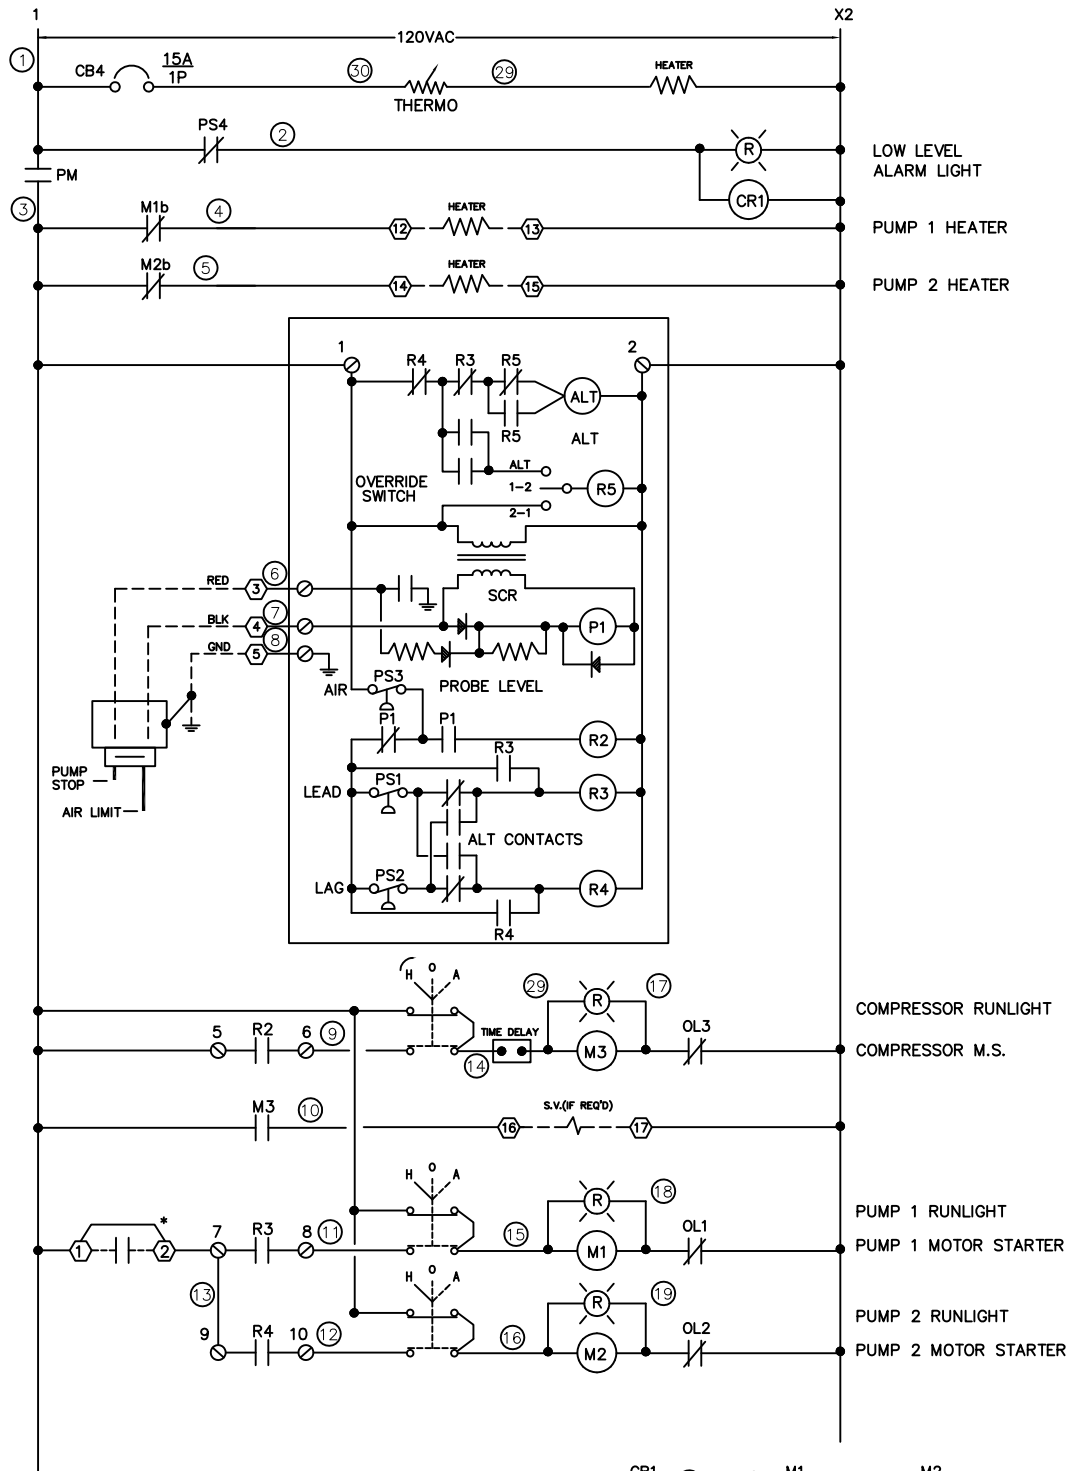 1 X2
120VAC
1 CB4 15A 1P 30 THERMO 29 HEATER
PS4 2 R LOW LEVEL
ALARM LIGHT
PM CR1
3 M1b 4 12 HEATER 13 PUMP 1 HEATER
M2b 5 14 HEATER 15 PUMP 2 HEATER
1 2
R4 R3 R5 ALT
R5 ALT
OVERRIDE
SWITCH
ALT
1-2 R5
2-1
SCR
RED 3 6
BLK 4 7 P1
GND 5 8
AIR PS3 PROBE LEVEL
P1 P1 R2
R3
PUMP
STOP
AIR LIMIT
LEAD PS1 R3
ALT CONTACTS
LAG PS2 R4
R4
H O A
29 R 17 COMPRESSOR RUNLIGHT
5 R2 6 9 TIME DELAY 14 M3 OL3 COMPRESSOR M.S.
M3 10 16 S.V.(IF REQ'D) 17
H O A
R 18 PUMP 1 RUNLIGHT
* 1 2 7 R3 8 11 15 M1 OL1 PUMP 1 MOTOR STARTER
H O A
13 R 19 PUMP 2 RUNLIGHT
9 R4 10 12 16 M2 OL2 PUMP 2 MOTOR STARTER
CR1 M1 M2